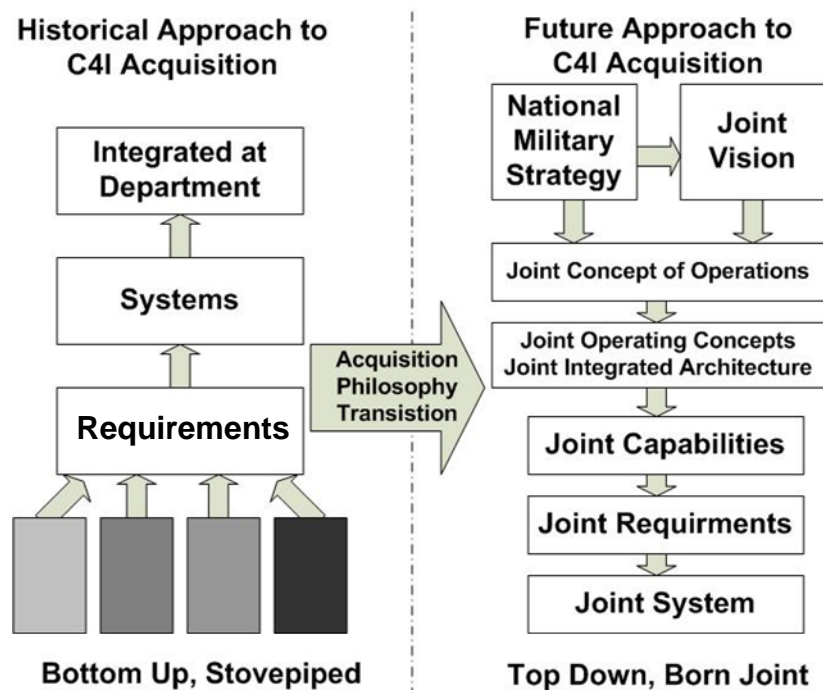 Historical Approach to
C4I Acquisition
Integrated at
Department
Systems
Requirements
Bottom Up, Stovepiped
Acquisition
Philosophy
Transistion
Future Approach to
C4I Acquisition
National
Military
Strategy
Joint
Vision
Joint Concept of Operations
Joint Operating Concepts
Joint Integrated Architecture
Joint Capabilities
Joint Requirments
Joint System
Top Down, Born Joint